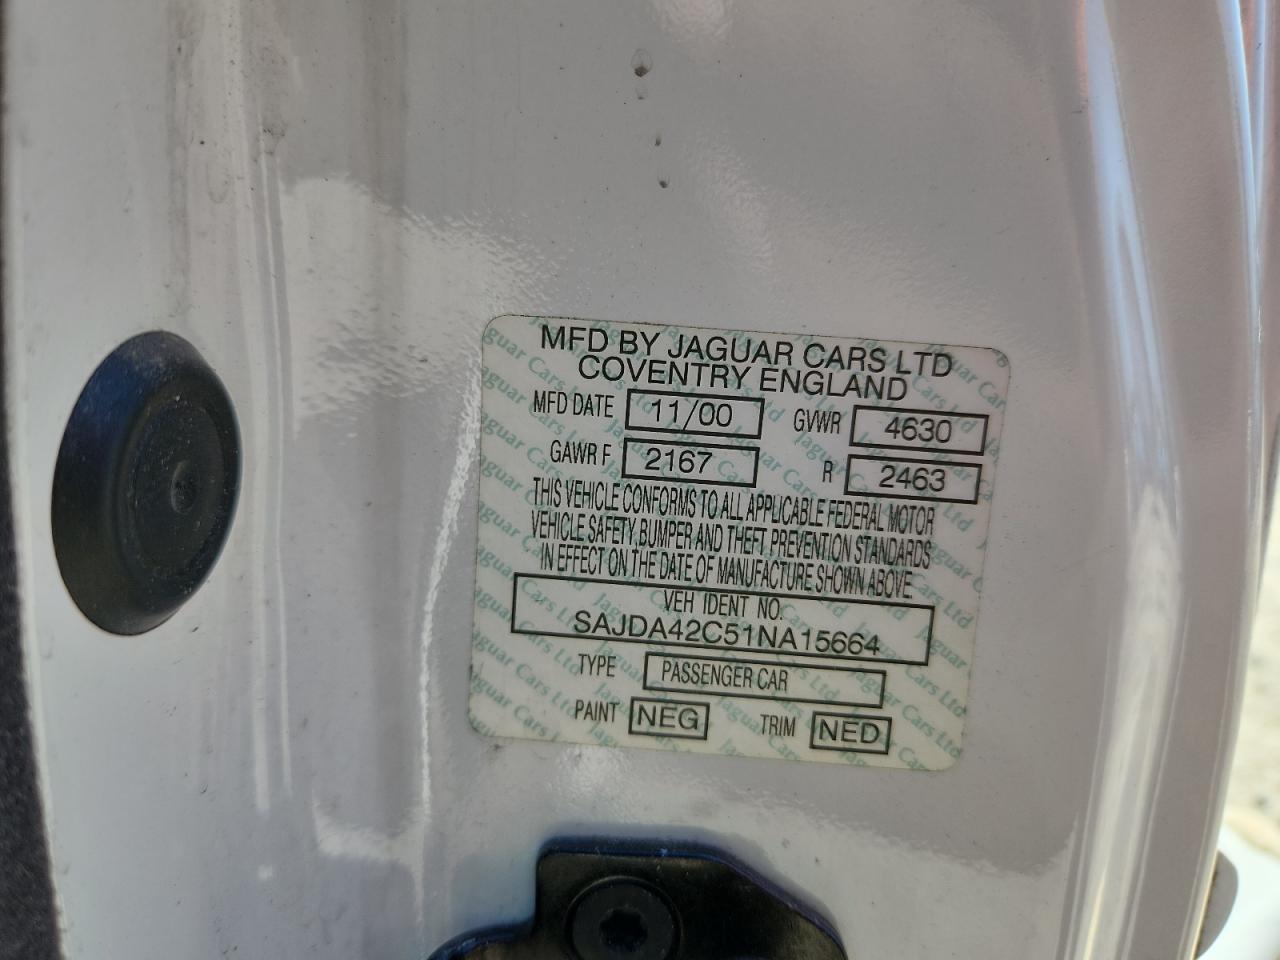 MFD BY JAGUAR CARS LTD
COVENTRY ENGLAND
MFD DATE 11/00 GVWR 4630
GAWR F 2167 R 2463
THIS VEHICLE CONFORMS TO ALL APPLICABLE FEDERAL MOTOR
VEHICLE SAFETY, BUMPER AND THEFT PREVENTION STANDARDS
IN EFFECT ON THE DATE OF MANUFACTURE SHOWN ABOVE.
VEH IDENT NO.
SAJDA42C51NA15664
TYPE PASSENGER CAR
PAINT NEG TRIM NED